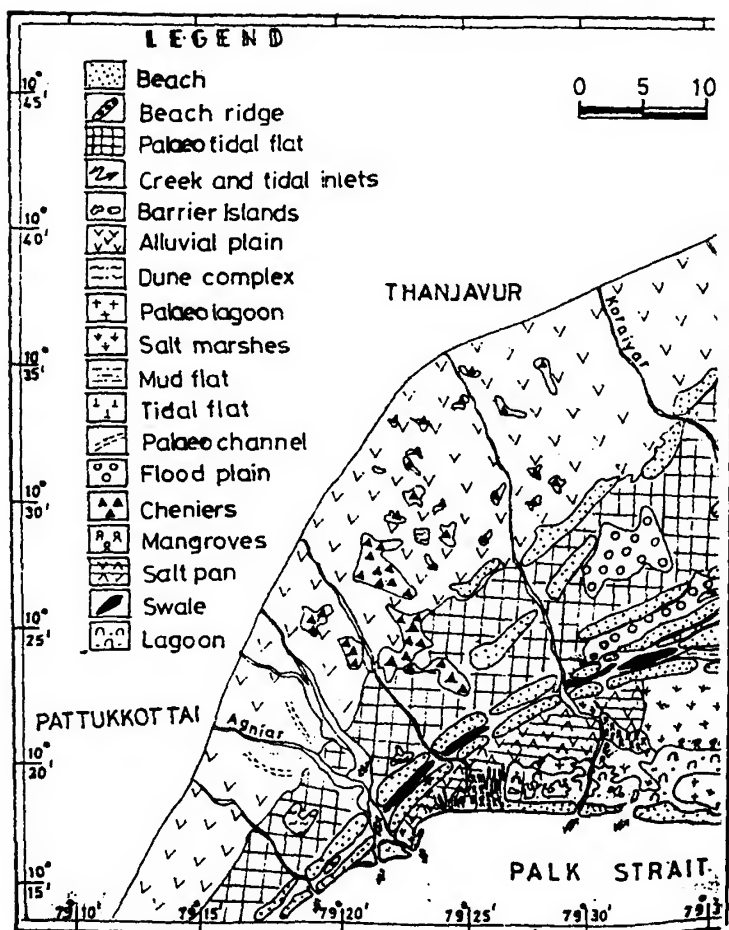 LEGEND
Beach
Beach ridge
Palaeo tidal flat
Creek and tidal inlets
Barrier Islands
Alluvial plain
Dune complex
Palaeo lagoon
Salt marshes
Mud flat
Tidal flat
Palaeo channel
Flood plain
Cheniers
Mangroves
Salt pan
Swale
Lagoon
0 5 10
10°
45'
10°
40'
10°
35'
10°
30'
10°
25'
10°
30'
10°
15'
THANJAVUR
Koraiyar
PATTUKKOTTAI
Agniar
PALK STRAIT
79°10' 79°15' 79°20' 79°25' 79°30' 79°3